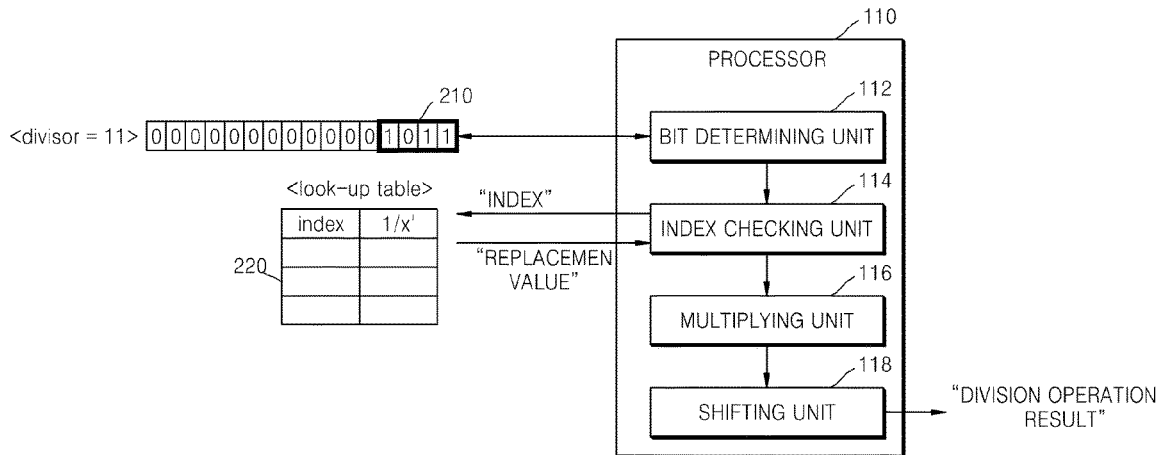 110
PROCESSOR
210
112
<divisor = 11> 0 0 0 0 0 0 0 0 0 0 0 0 1 0 1 1
BIT DETERMINING UNIT
<look-up table>
"INDEX"
114
index 1/x'
INDEX CHECKING UNIT
220
"REPLACEMEN
VALUE"
116
MULTIPLYING UNIT
118
SHIFTING UNIT
"DIVISION OPERATION
RESULT"